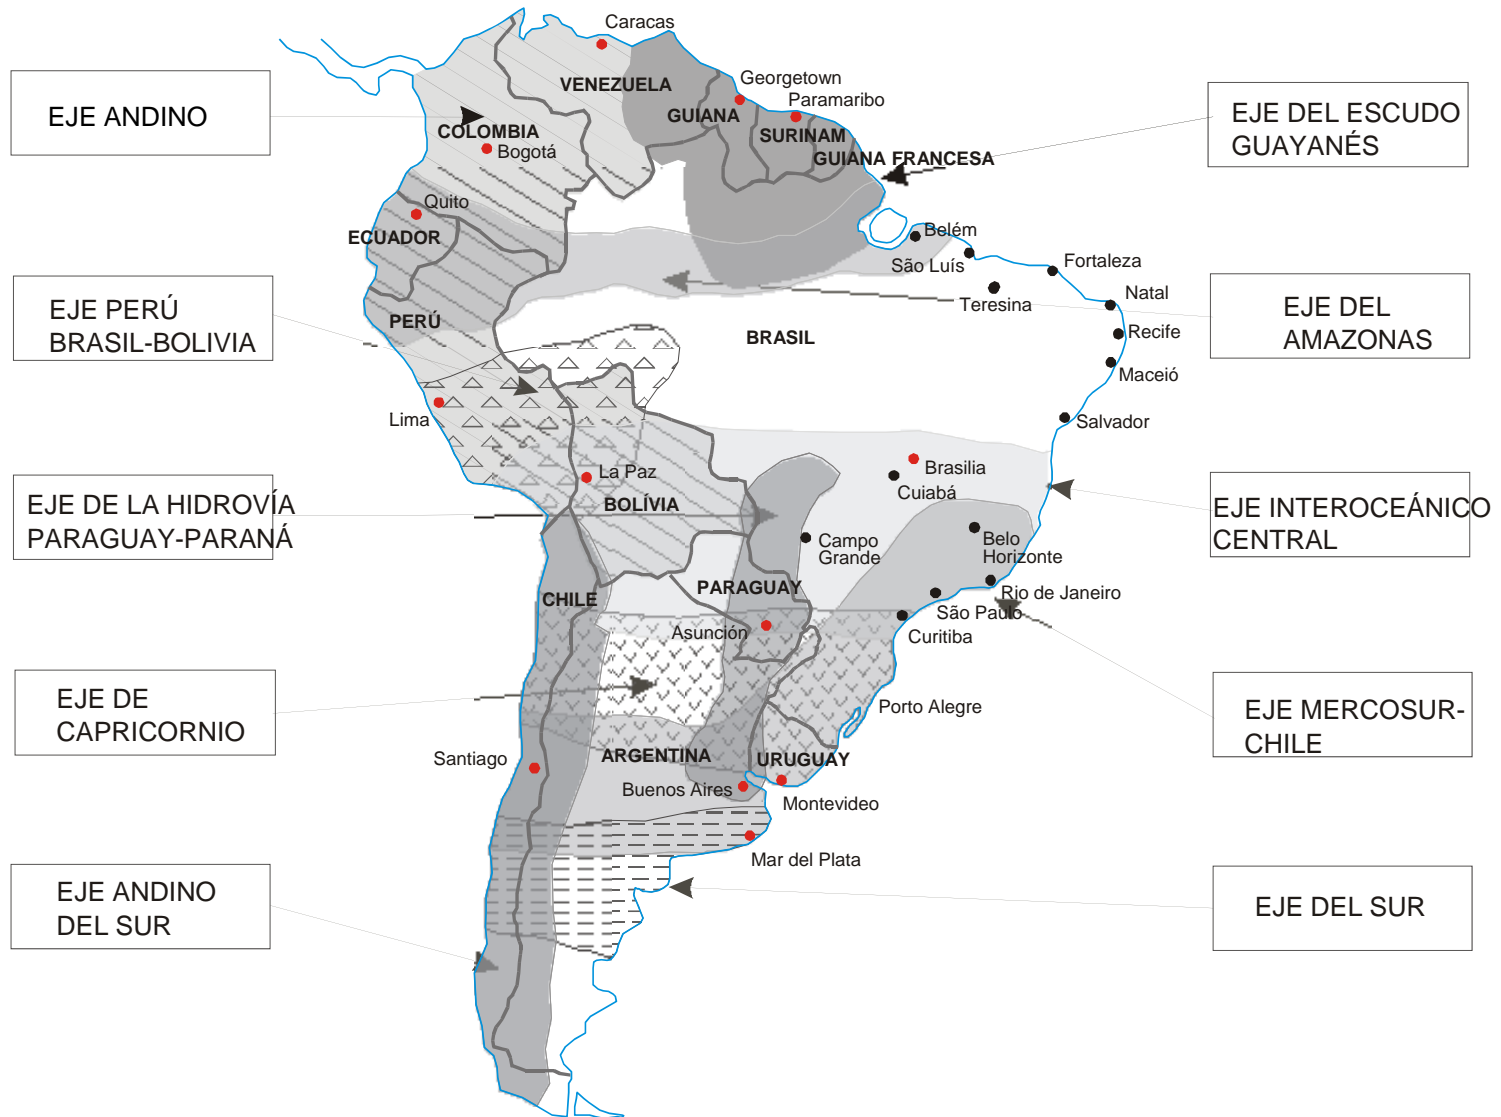 Caracas
EJE ANDINO
VENEZUELA
Georgetown
Paramaribo
GUIANA
COLOMBIA
SURINAM
Bogotá
GUIANA FRANCESA
EJE DEL ESCUDO
GUAYANÉS
Quito
ECUADOR
Belém
São Luís
Fortaleza
Teresina
Natal
EJE PERÚ
BRASIL-BOLIVIA
PERÚ
BRASIL
Recife
EJE DEL
AMAZONAS
Maceió
Lima
Salvador
La Paz
Brasilia
Cuiabá
BOLÍVIA
EJE DE LA HIDROVÍA
PARAGUAY-PARANÁ
EJE INTEROCEÁNICO
CENTRAL
Campo
Grande
Belo
Horizonte
CHILE
PARAGUAY
Rio de Janeiro
São Paulo
Asunción
Curitiba
EJE DE
CAPRICORNIO
Porto Alegre
EJE MERCOSUR-
CHILE
Santiago
ARGENTINA
URUGUAY
Buenos Aires
Montevideo
Mar del Plata
EJE ANDINO
DEL SUR
EJE DEL SUR